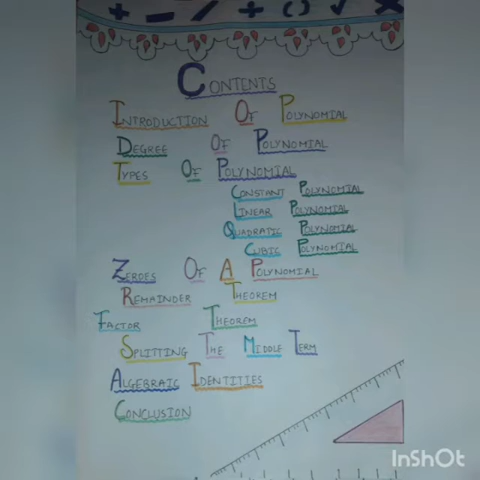 CONTENTS
INTRODUCTION OF POLYNOMIAL
DEGREE OF POLYNOMIAL
TYPES OF POLYNOMIAL
CONSTANT POLYNOMIAL
LINEAR POLYNOMIAL
QUADRATIC POLYNOMIAL
CUBIC POLYNOMIAL
ZEROES OF A POLYNOMIAL
REMAINDER THEOREM
FACTOR THEOREM
SPLITTING THE MIDDLE TERM
ALGEBRAIC IDENTITIES
CONCLUSION
InShOt